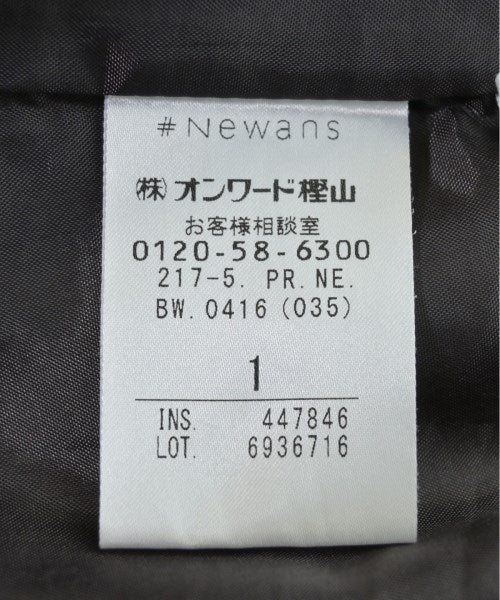 #Newans
㈱オンワード樫山
お客様相談室
0120-58-6300
217-5. PR.NE.
BW.0416(035)
1
INS. 447846
LOT. 6936716